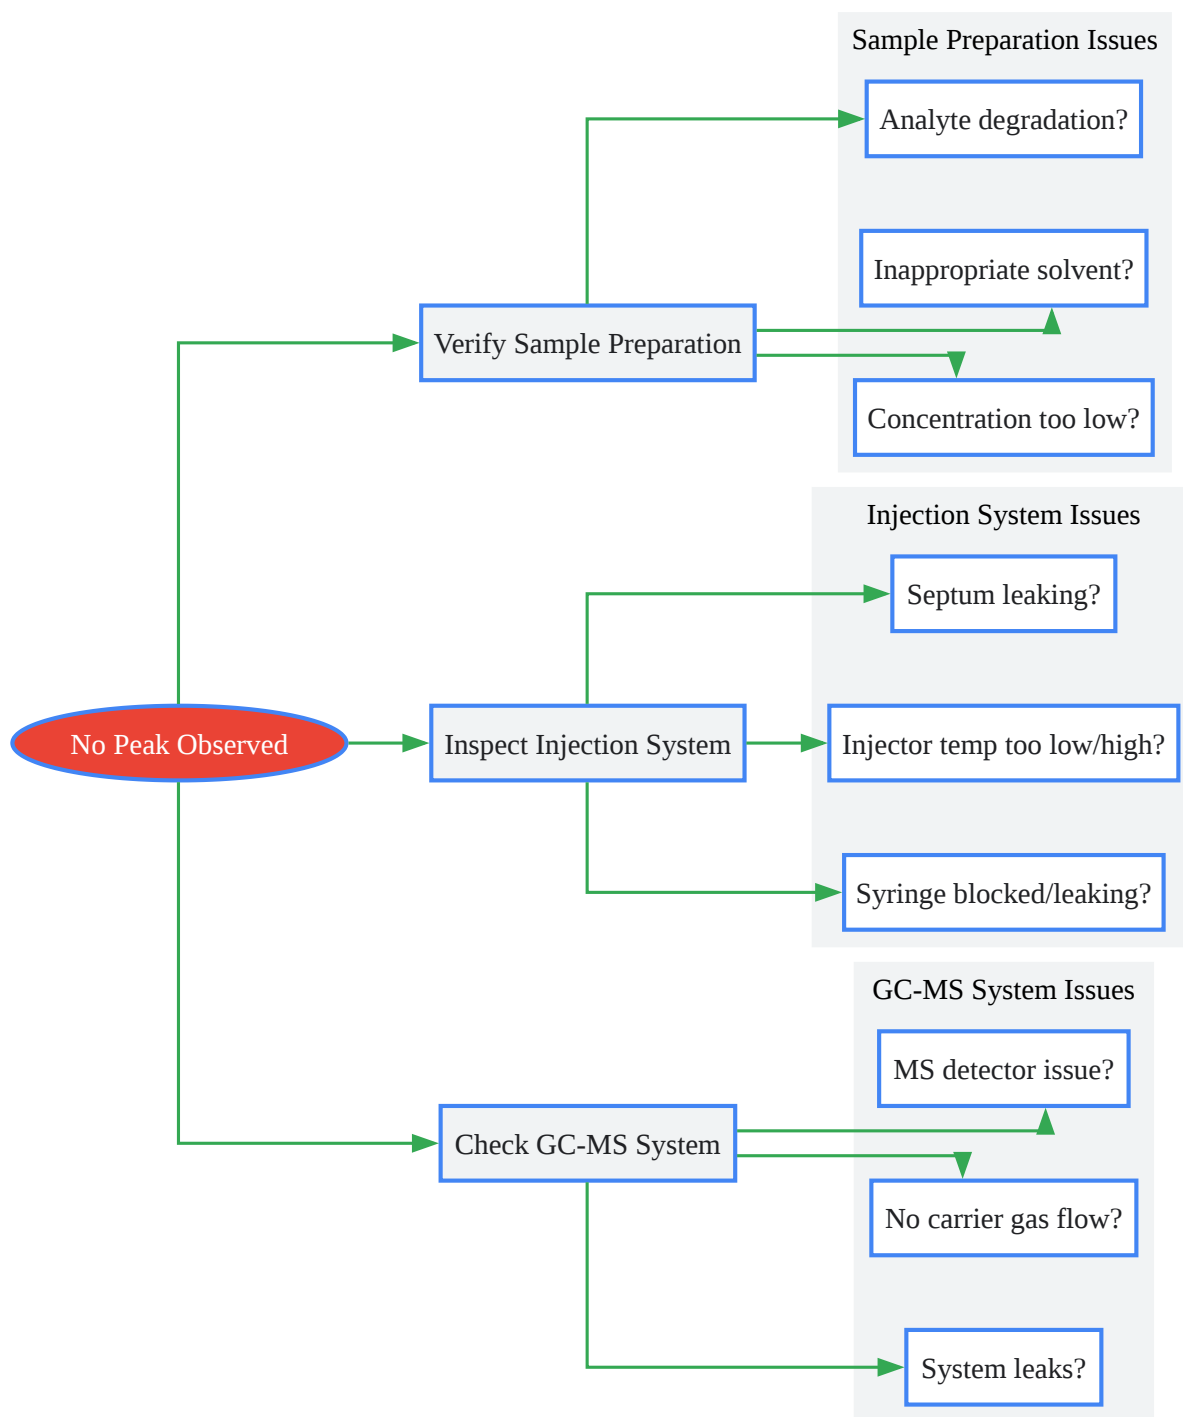 Sample Preparation Issues
Analyte degradation?
Inappropriate solvent?
Verify Sample Preparation
Concentration too low?
Injection System Issues
Septum leaking?
No Peak Observed
Inspect Injection System
Injector temp too low/high?
Syringe blocked/leaking?
GC-MS System Issues
MS detector issue?
Check GC-MS System
No carrier gas flow?
System leaks?